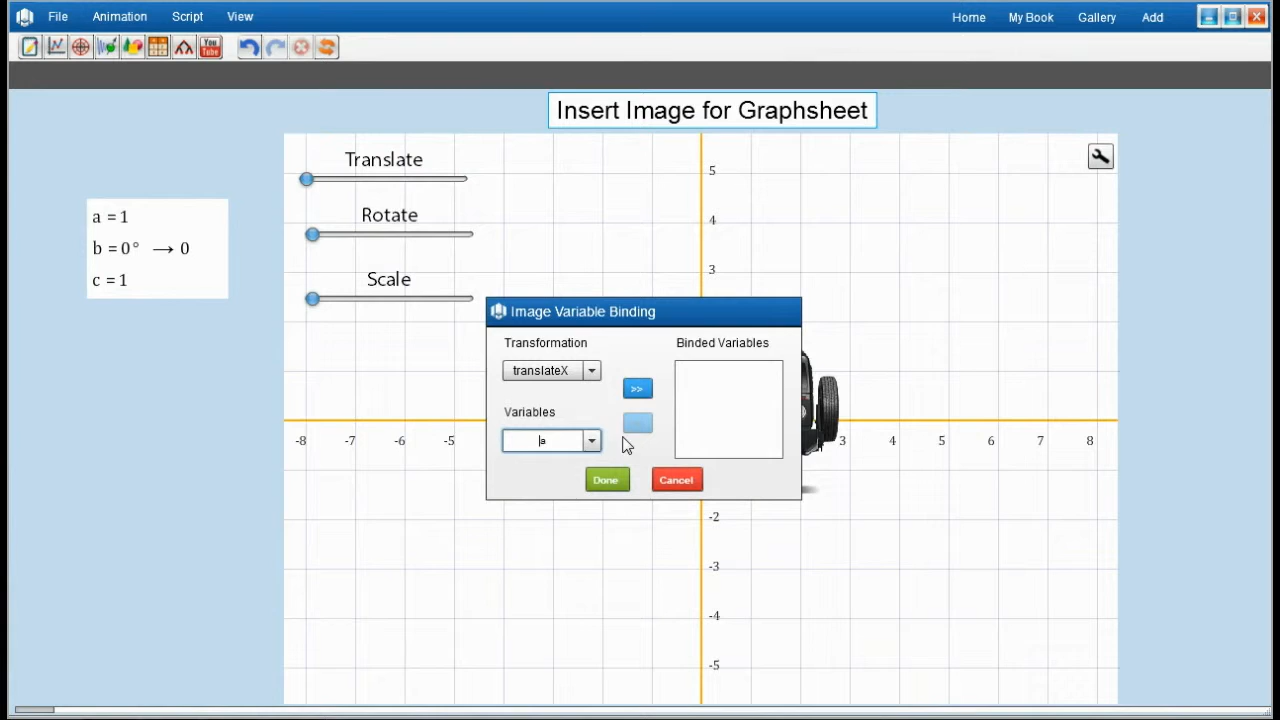 File Animation Script View Home My Book Gallery Add
You Tube
Insert Image for Graphsheet
Translate
Rotate
Scale
a = 1
b = 0° → 0
c = 1
5
4
3
Image Variable Binding
Transformation Binded Variables
translateX
>>
Variables
a
Done Cancel
-8 -7 -6 -5 3 4 5 6 7 8
-2
-3
-4
-5